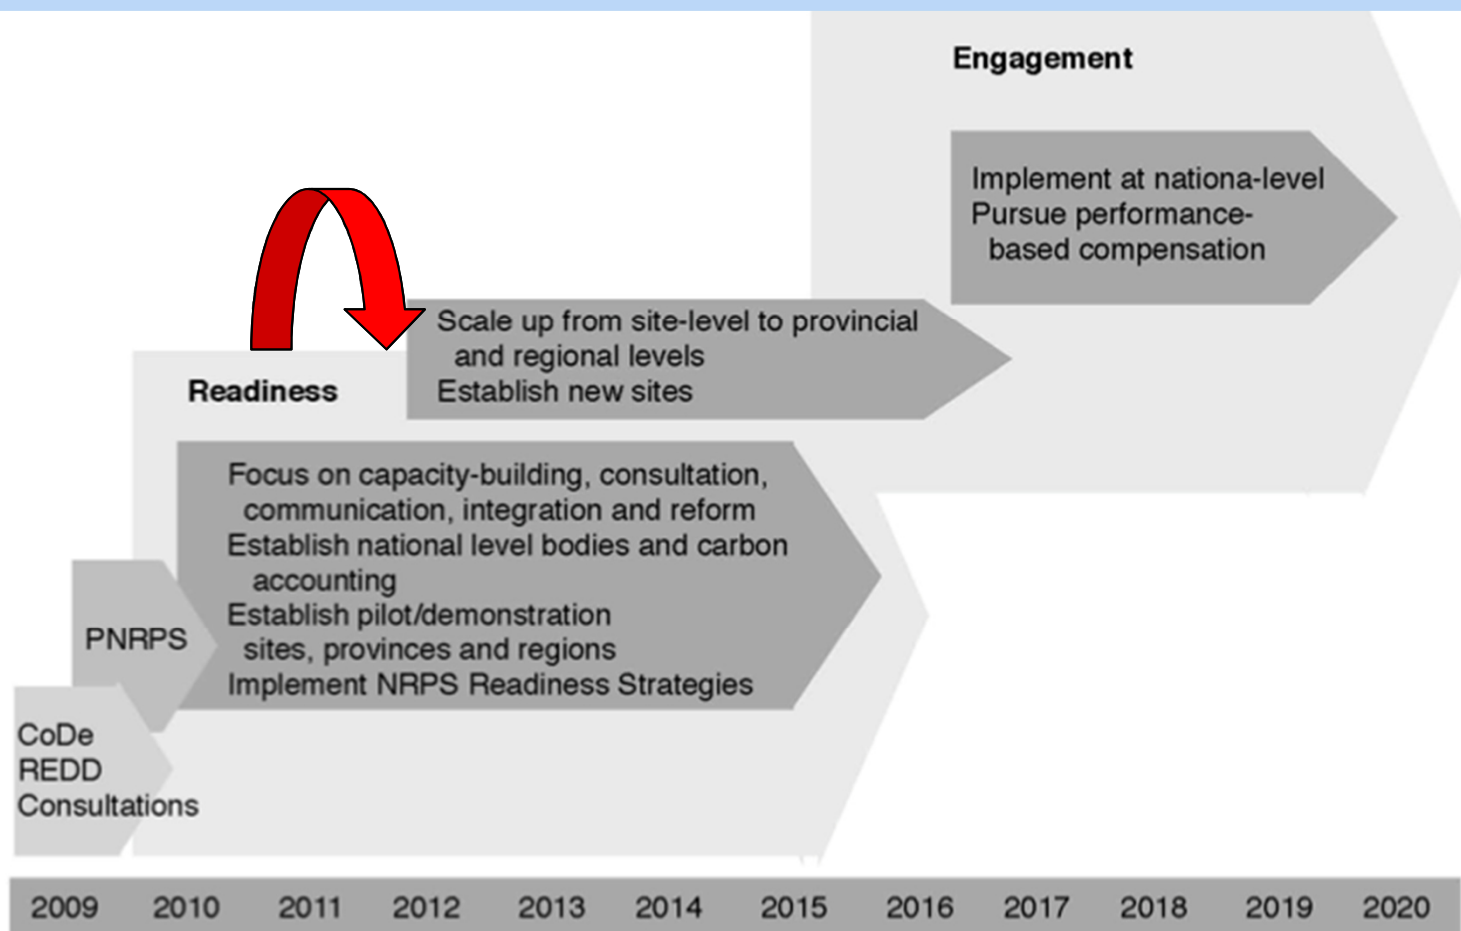 Engagement
Implement at nationa-level
Pursue performance-
based compensation
Scale up from site-level to provincial
and regional levels
Establish new sites
Readiness
Focus on capacity-building, consultation,
communication, integration and reform
Establish national level bodies and carbon
accounting
Establish pilot/demonstration
sites, provinces and regions
Implement NRPS Readiness Strategies
PNRPS
CoDe
REDD
Consultations
2009 2010 2011 2012 2013 2014 2015 2016 2017 2018 2019 2020